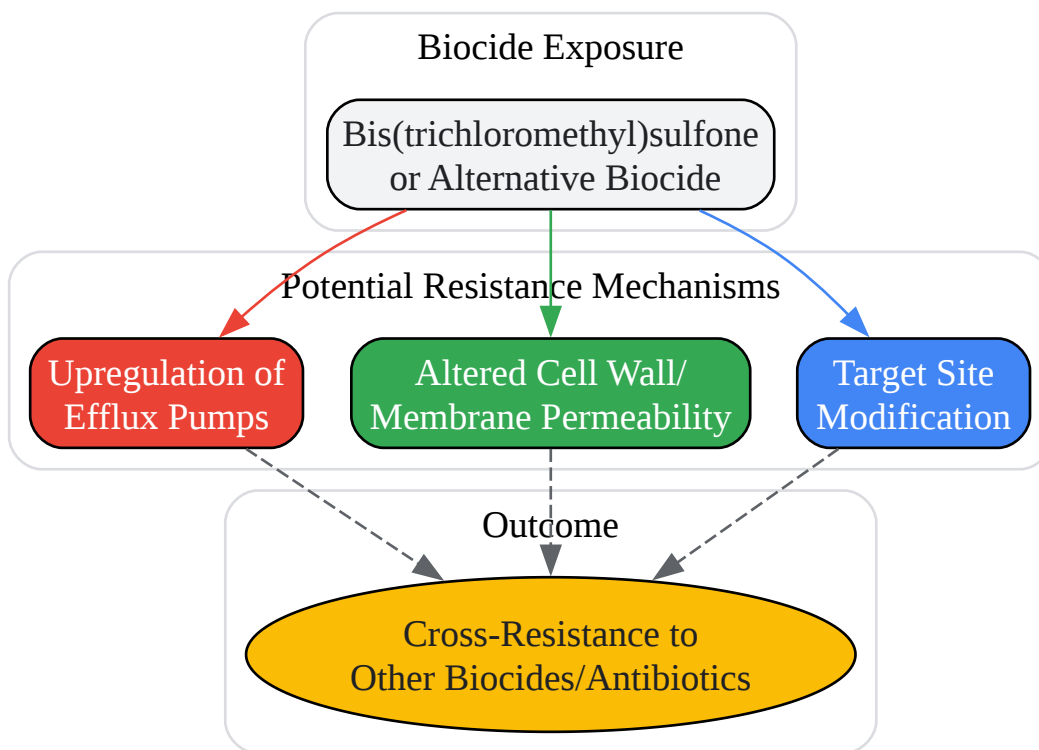 Biocide Exposure
Bis(trichloromethyl)sulfone
or Alternative Biocide
Potential Resistance Mechanisms
Upregulation of
Efflux Pumps
Altered Cell Wall/
Membrane Permeability
Target Site
Modification
Outcome
Cross-Resistance to
Other Biocides/Antibiotics